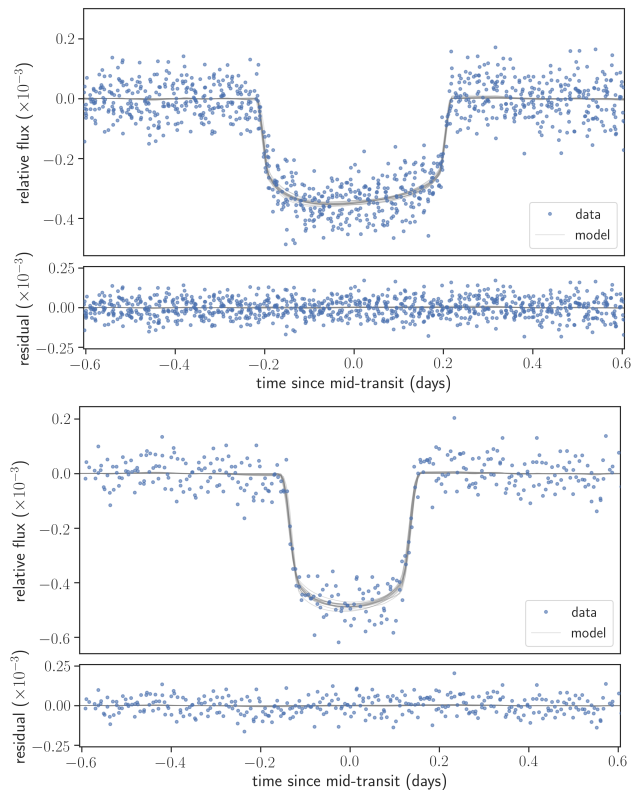 relative flux (×10⁻³)
0.2
0.0
−0.2
−0.4
data
model
residual (×10⁻³)
0.25
0.00
−0.25
−0.6 −0.4 −0.2 0.0 0.2 0.4 0.6
time since mid-transit (days)
relative flux (×10⁻³)
0.2
0.0
−0.2
−0.4
−0.6
data
model
residual (×10⁻³)
0.25
0.00
−0.25
−0.6 −0.4 −0.2 0.0 0.2 0.4 0.6
time since mid-transit (days)